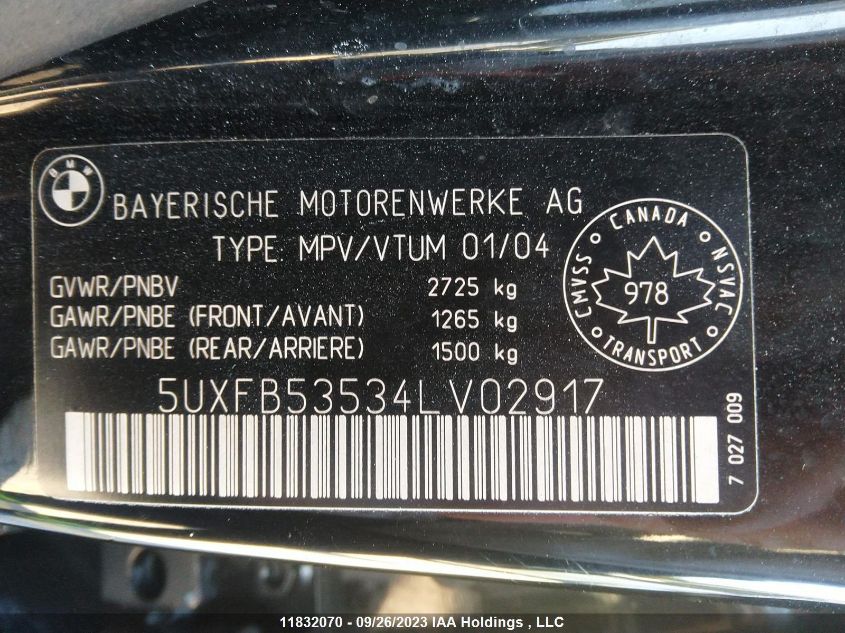 BMW
BAYERISCHE MOTORENWERKE AG
TYPE: MPV/VTUM 01/04
GVWR/PNBV 2725 kg
GAWR/PNBE (FRONT/AVANT) 1265 kg
GAWR/PNBE (REAR/ARRIERE) 1500 kg
CANADA
CMVSS 978 NSVAC
TRANSPORT
5UXFB53534LV02917
7 027 009
11832070 - 09/26/2023 IAA Holdings , LLC